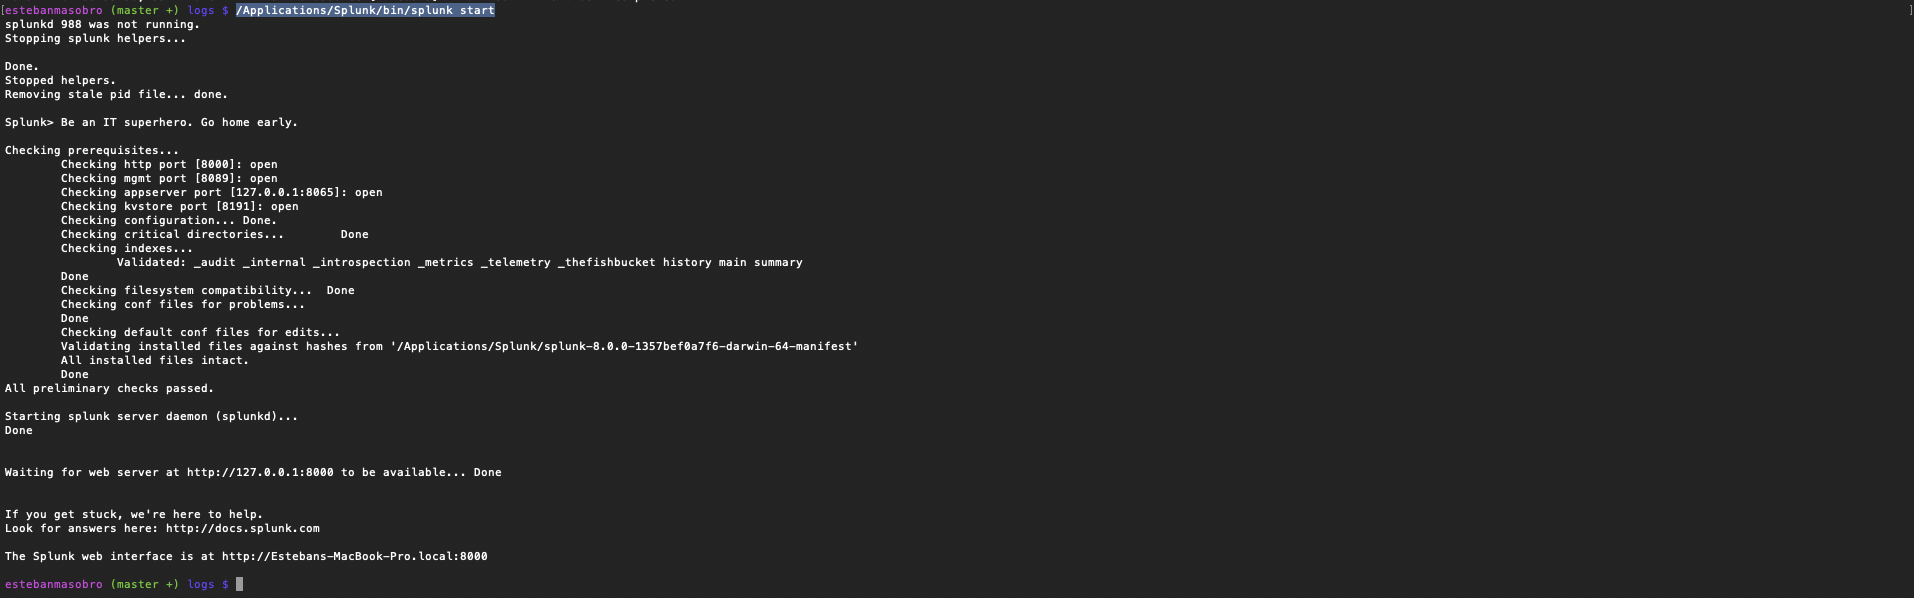 [estebanmasobro (master +) logs $ /Applications/Splunk/bin/splunk start ]
splunkd 988 was not running.
Stopping splunk helpers...
Done.
Stopped helpers.
Removing stale pid file... done.
Splunk> Be an IT superhero. Go home early.
Checking prerequisites...
Checking http port [8000]: open
Checking mgmt port [8089]: open
Checking appserver port [127.0.0.1:8065]: open
Checking kvstore port [8191]: open
Checking configuration... Done.
Checking critical directories... Done
Checking indexes...
Validated: _audit _internal _introspection _metrics _telemetry _thefishbucket history main summary
Done
Checking filesystem compatibility... Done
Checking conf files for problems...
Done
Checking default conf files for edits...
Validating installed files against hashes from '/Applications/Splunk/splunk-8.0.0-1357bef0a7f6-darwin-64-manifest'
All installed files intact.
Done
All preliminary checks passed.
Starting splunk server daemon (splunkd)...
Done
Waiting for web server at http://127.0.0.1:8000 to be available... Done
If you get stuck, we're here to help.
Look for answers here: http://docs.splunk.com
The Splunk web interface is at http://Estebans-MacBook-Pro.local:8000
estebanmasobro (master +) logs $